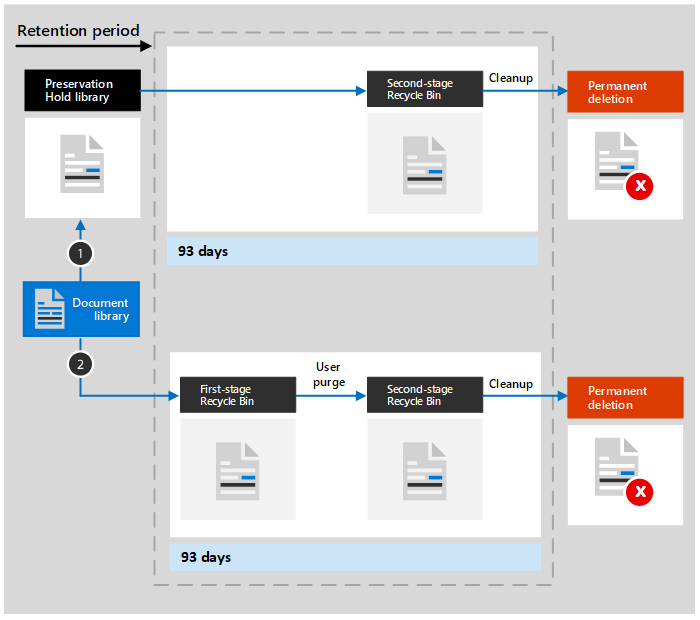 Retention period
Preservation
Hold library
Second-stage
Recycle Bin
Cleanup
Permanent
deletion
X
93 days
1
Document
library
2
First-stage
Recycle Bin
User
purge
Second-stage
Recycle Bin
Cleanup
Permanent
deletion
X
93 days